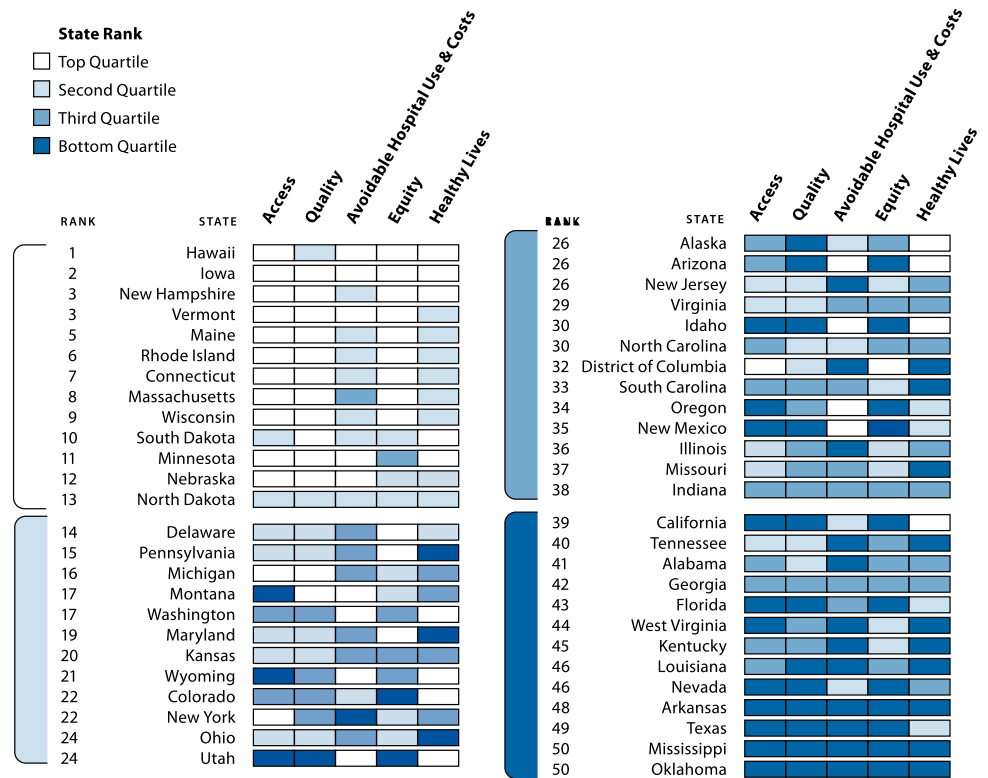 State Rank
Top Quartile
Second Quartile
Third Quartile
Bottom Quartile
Access
Quality
Avoidable Hospital Use & Costs
Equity
Healthy Lives
RANK STATE
1 Hawaii
2 Iowa
3 New Hampshire
3 Vermont
5 Maine
6 Rhode Island
7 Connecticut
8 Massachusetts
9 Wisconsin
10 South Dakota
11 Minnesota
12 Nebraska
13 North Dakota
14 Delaware
15 Pennsylvania
16 Michigan
17 Montana
17 Washington
19 Maryland
20 Kansas
21 Wyoming
22 Colorado
22 New York
24 Ohio
24 Utah
Access
Quality
Avoidable Hospital Use & Costs
Equity
Healthy Lives
RANK STATE
26 Alaska
26 Arizona
26 New Jersey
29 Virginia
30 Idaho
30 North Carolina
32 District of Columbia
33 South Carolina
34 Oregon
35 New Mexico
36 Illinois
37 Missouri
38 Indiana
39 California
40 Tennessee
41 Alabama
42 Georgia
43 Florida
44 West Virginia
45 Kentucky
46 Louisiana
46 Nevada
48 Arkansas
49 Texas
50 Mississippi
50 Oklahoma